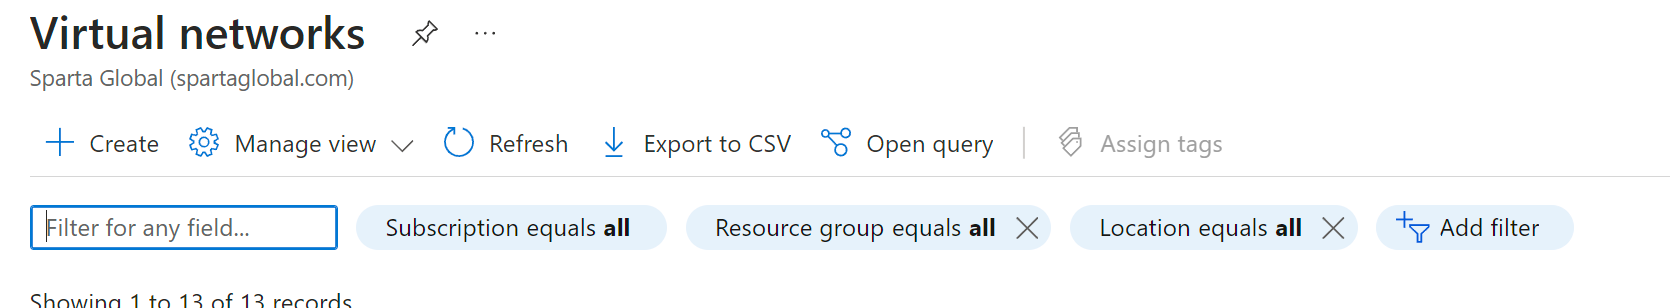 Virtual networks ...
Sparta Global (spartaglobal.com)
Create Manage view Refresh Export to CSV Open query Assign tags
Filter for any field... Subscription equals all Resource group equals all Location equals all Add filter
Showing 1 to 13 of 13 records